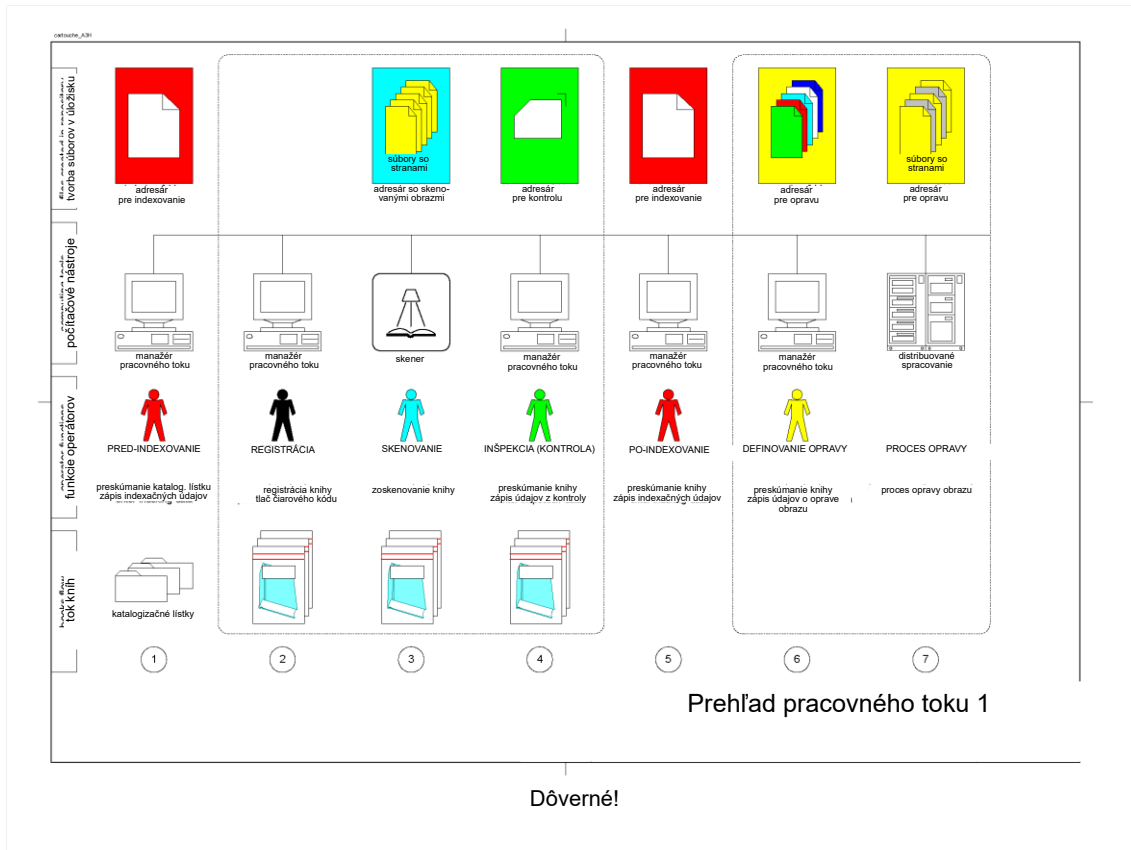 cartouche_A3H
tvorba súborov v úložisku
súbory so
stranami
súbory so
stranami
adresár
pre indexovanie
adresár so skeno-
vanými obrazmi
adresár
pre kontrolu
adresár
pre indexovanie
adresár
pre opravu
adresár
pre opravu
počítačové nástroje
manažér
pracovného toku
manažér
pracovného toku
skener
manažér
pracovného toku
manažér
pracovného toku
manažér
pracovného toku
distribuované
spracovanie
funkcie operátorov
PRED-INDEXOVANIE
REGISTRÁCIA
SKENOVANIE
INŠPEKCIA (KONTROLA)
PO-INDEXOVANIE
DEFINOVANIE OPRAVY
PROCES OPRAVY
preskúmanie katalog. lístku
zápis indexačných údajov
registrácia knihy
tlač čiarového kódu
zoskenovanie knihy
preskúmanie knihy
zápis údajov z kontroly
preskúmanie knihy
zápis indexačných údajov
preskúmanie knihy
zápis údajov o oprave
obrazu
proces opravy obrazu
tok kníh
katalogizačné lístky
1
2
3
4
5
6
7
Prehľad pracovného toku 1
Dôverné!